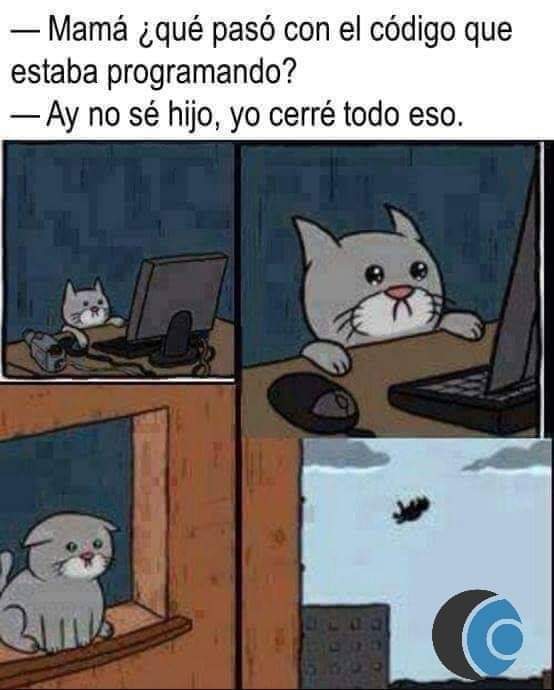 — Mamá ¿qué pasó con el código que
estaba programando?
— Ay no sé hijo, yo cerré todo eso.